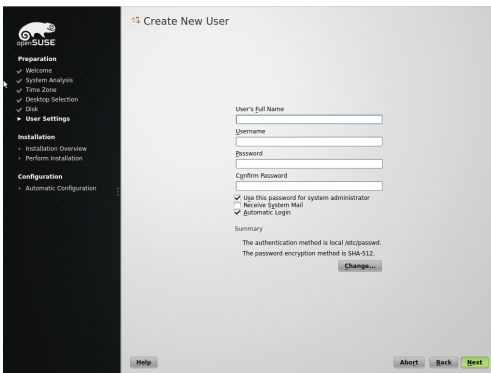 openSUSE
Preparation
Welcome
System Analysis
Time Zone
Desktop Selection
Disk
User Settings
Installation
Installation Overview
Perform Installation
Configuration
Automatic Configuration
Create New User
User's Full Name
Username
Password
Confirm Password
Use this password for system administrator
Receive System Mail
Automatic Login
Summary
The authentication method is local /etc/passwd.
The password encryption method is SHA-512.
Change...
Help
Abort
Back
Next